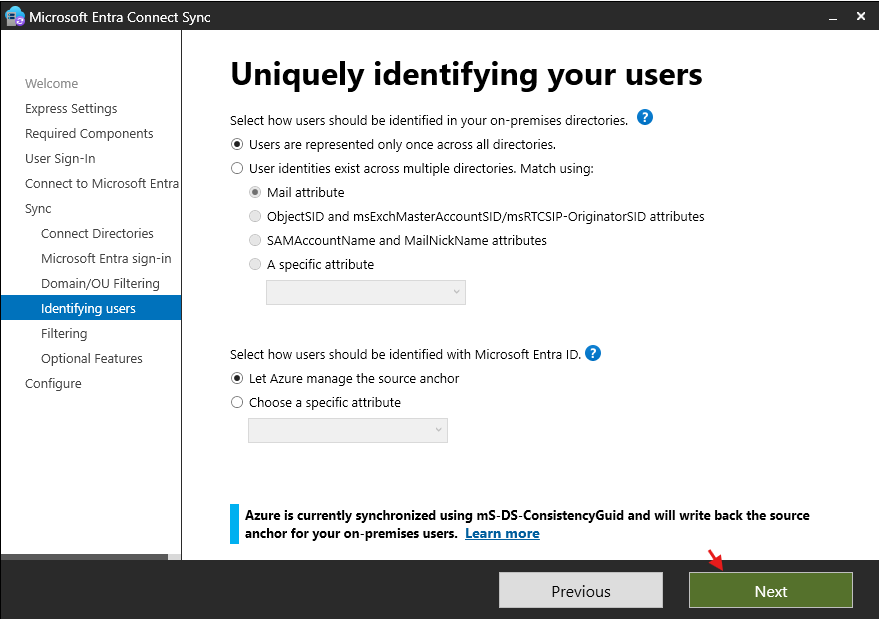 Microsoft Entra Connect Sync
Welcome
Express Settings
Required Components
User Sign-In
Connect to Microsoft Entra
Sync
Connect Directories
Microsoft Entra sign-in
Domain/OU Filtering
Identifying users
Filtering
Optional Features
Configure
Uniquely identifying your users
Select how users should be identified in your on-premises directories. ?
Users are represented only once across all directories.
User identities exist across multiple directories. Match using:
Mail attribute
ObjectSID and msExchMasterAccountSID/msRTCSIP-OriginatorSID attributes
SAMAccountName and MailNickName attributes
A specific attribute
Select how users should be identified with Microsoft Entra ID. ?
Let Azure manage the source anchor
Choose a specific attribute
Azure is currently synchronized using mS-DS-ConsistencyGuid and will write back the source
anchor for your on-premises users. Learn more
Previous
Next